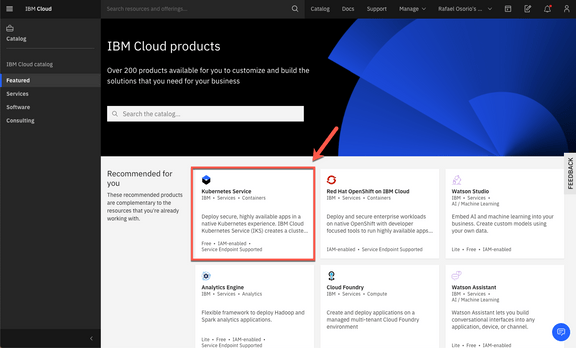 IBM Cloud
Search resources and offerings...
Catalog
Docs
Support
Manage
Rafael Osorio's ...
Catalog
IBM Cloud catalog
Featured
Services
Software
Consulting
IBM Cloud products
Over 200 products available for you to customize and build the
solutions that you need for your business
Search the catalog...
FEEDBACK
Recommended for
you
These recommended products
are complementary to the
resources that you're already
working with.
Kubernetes Service
IBM • Services • Containers
Deploy secure, highly available apps in a
native Kubernetes experience. IBM Cloud
Kubernetes Service (IKS) creates a cluste...
Free • IAM-enabled •
Service Endpoint Supported
Red Hat OpenShift on IBM Cloud
IBM • Services • Containers
Deploy and secure enterprise workloads
on native OpenShift with developer
focused tools to run highly available apps...
IAM-enabled • Service Endpoint Supported
Watson Studio
IBM • Services •
AI / Machine Learning
Embed AI and machine learning into your
business. Create custom models using
your own data.
Lite • Free • IAM-enabled
Analytics Engine
IBM • Services • Analytics
Flexible framework to deploy Hadoop and
Spark analytics applications.
Lite • Free • IAM-enabled •
Service Endpoint Supported
Cloud Foundry
IBM • Services • Compute
Create and deploy applications on a
managed multi-tenant Cloud Foundry
environment
Watson Assistant
IBM • Services •
AI / Machine Learning
Watson Assistant lets you build
conversational interfaces into any
application, device, or channel.
Lite • Free • IAM-enabled